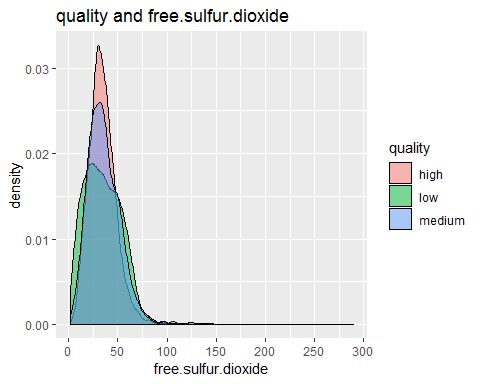 quality and free.sulfur.dioxide
0.03
0.02
0.01
0.00
density
0 50 100 150 200 250 300
free.sulfur.dioxide
quality
high
low
medium